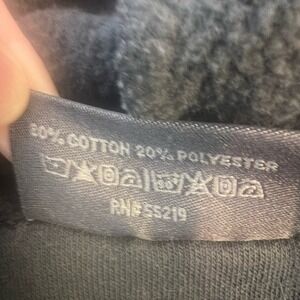 80% COTTON 20% POLYESTER
RN# 55219